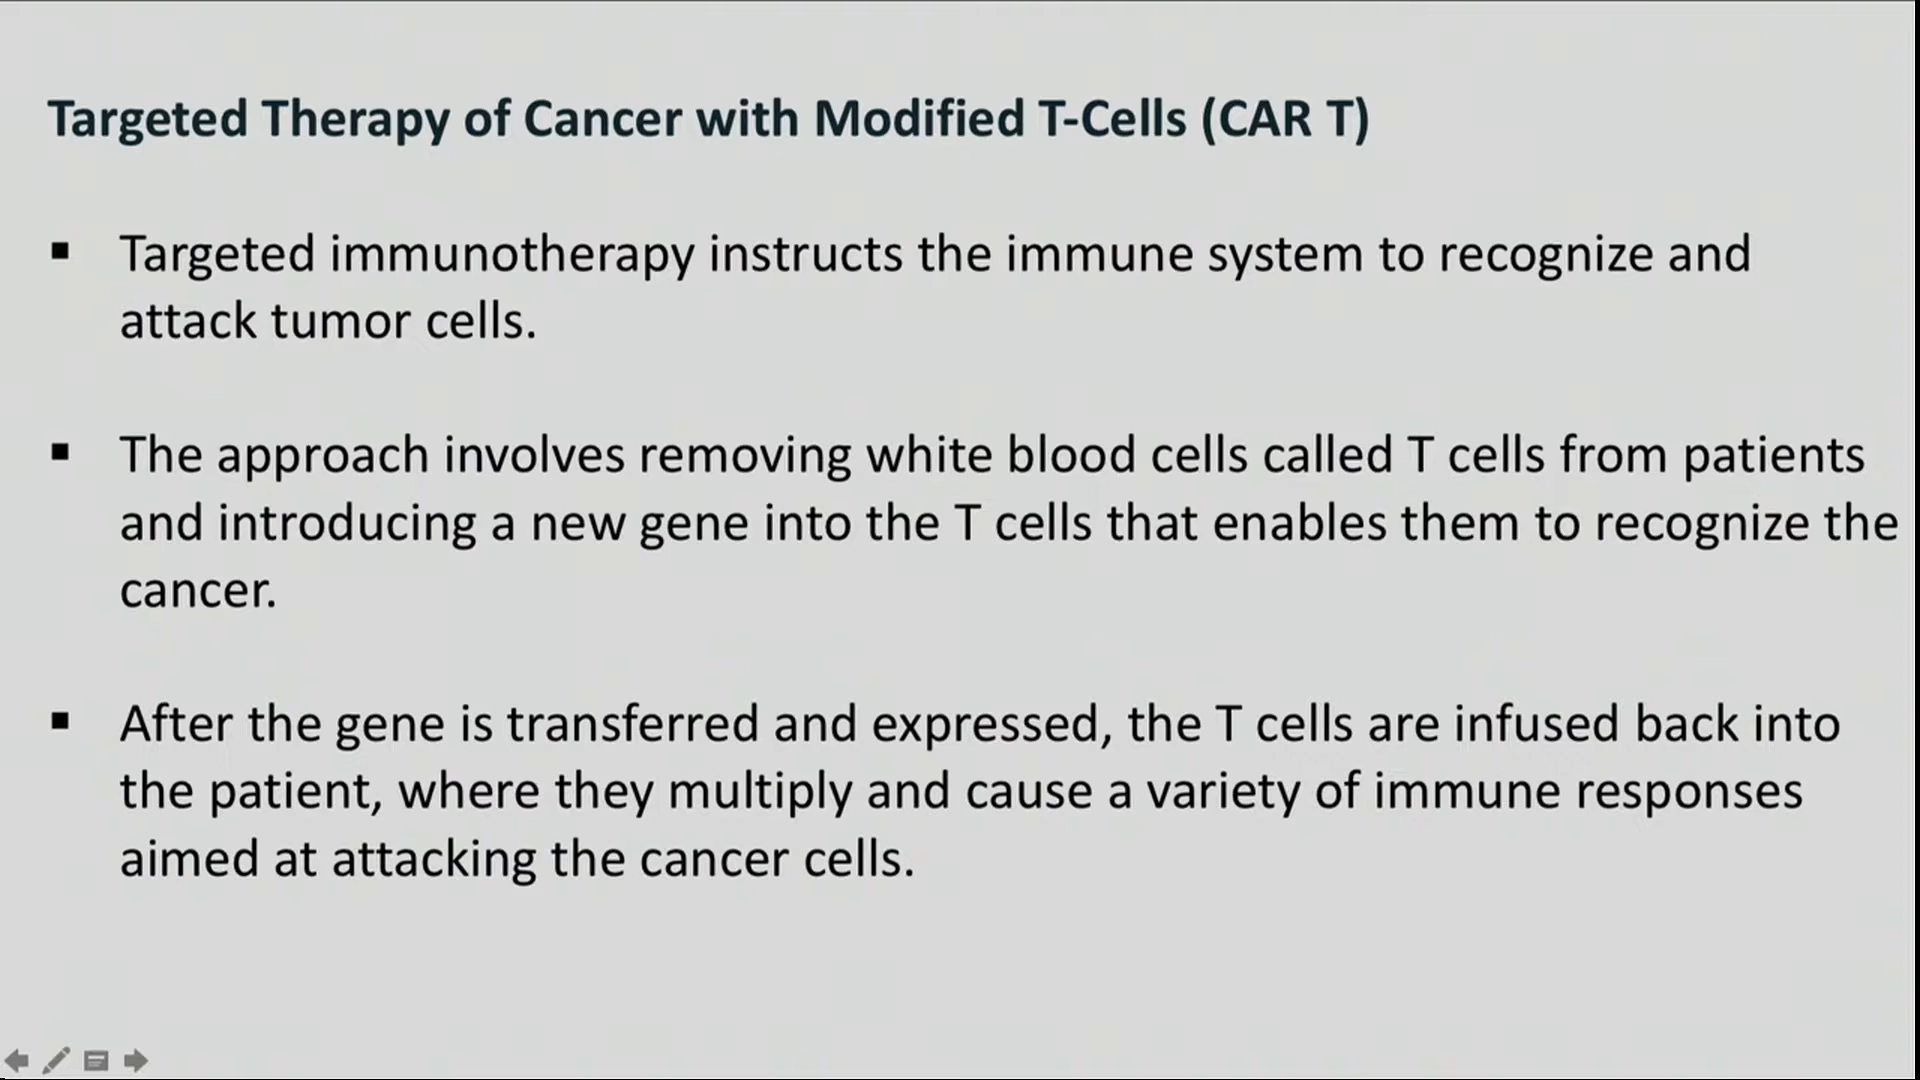 Targeted Therapy of Cancer with Modified T-Cells (CAR T)
▪ Targeted immunotherapy instructs the immune system to recognize and
attack tumor cells.
▪ The approach involves removing white blood cells called T cells from patients
and introducing a new gene into the T cells that enables them to recognize the
cancer.
▪ After the gene is transferred and expressed, the T cells are infused back into
the patient, where they multiply and cause a variety of immune responses
aimed at attacking the cancer cells.